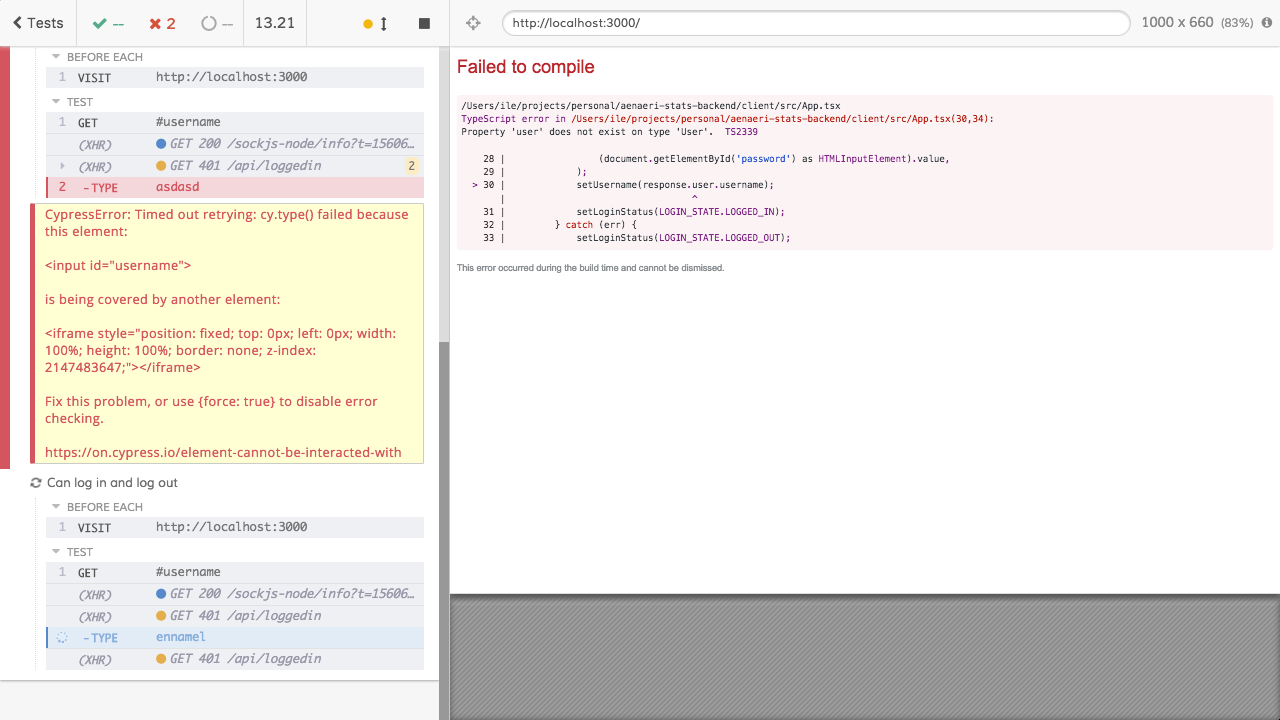 Tests -- 2 -- 13.21
BEFORE EACH
1 VISIT http://localhost:3000
TEST
1 GET #username
(XHR) GET 200 /sockjs-node/info?t=15606…
(XHR) GET 401 /api/loggedin 2
2 -TYPE asdasd
CypressError: Timed out retrying: cy.type() failed because
this element:
<input id="username">
is being covered by another element:
<iframe style="position: fixed; top: 0px; left: 0px; width:
100%; height: 100%; border: none; z-index:
2147483647;"></iframe>
Fix this problem, or use {force: true} to disable error
checking.
https://on.cypress.io/element-cannot-be-interacted-with
Can log in and log out
BEFORE EACH
1 VISIT http://localhost:3000
TEST
1 GET #username
(XHR) GET 200 /sockjs-node/info?t=15606…
(XHR) GET 401 /api/loggedin
-TYPE ennamel
(XHR) GET 401 /api/loggedin
http://localhost:3000/ 1000 x 660 (83%)
Failed to compile
/Users/ile/projects/personal/aenaeri-stats-backend/client/src/App.tsx
TypeScript error in /Users/ile/projects/personal/aenaeri-stats-backend/client/src/App.tsx(30,34):
Property 'user' does not exist on type 'User'.  TS2339
28 | (document.getElementById('password') as HTMLInputElement).value,
29 | );
> 30 | setUsername(response.user.username);
| ^
31 | setLoginStatus(LOGIN_STATE.LOGGED_IN);
32 | } catch (err) {
33 | setLoginStatus(LOGIN_STATE.LOGGED_OUT);
This error occurred during the build time and cannot be dismissed.